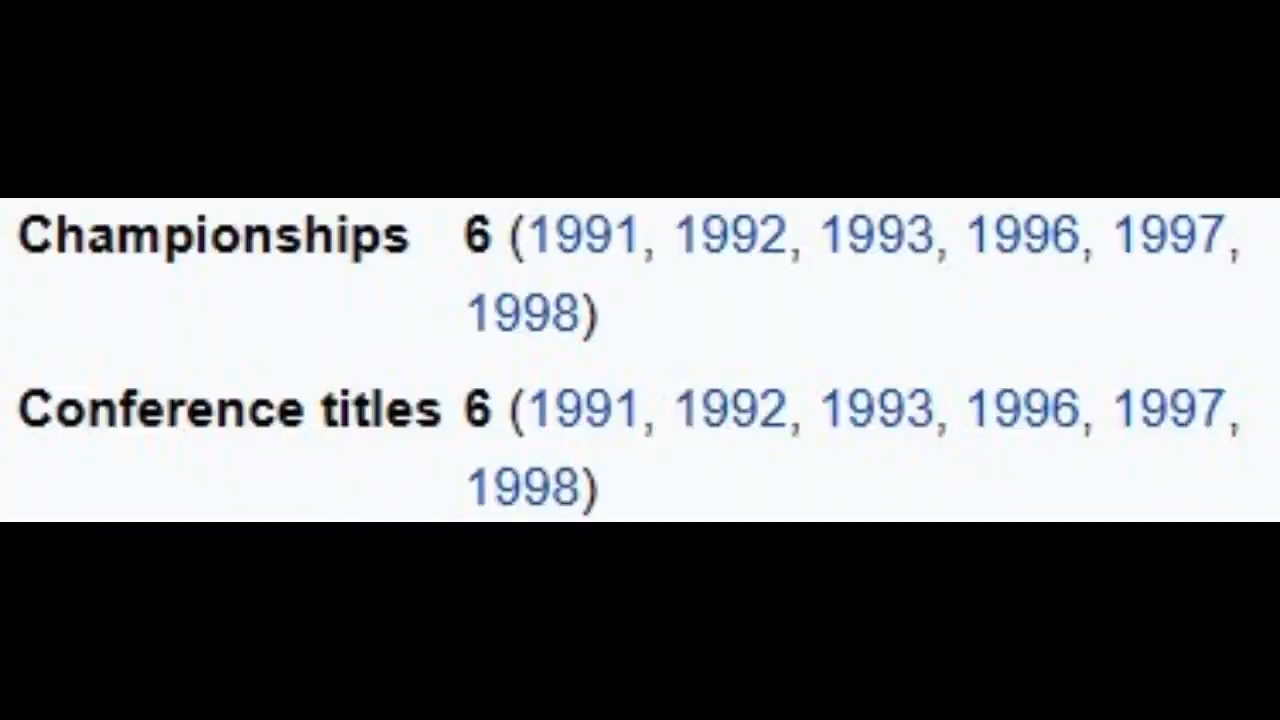 Championships 6 (1991, 1992, 1993, 1996, 1997,
1998)
Conference titles 6 (1991, 1992, 1993, 1996, 1997,
1998)